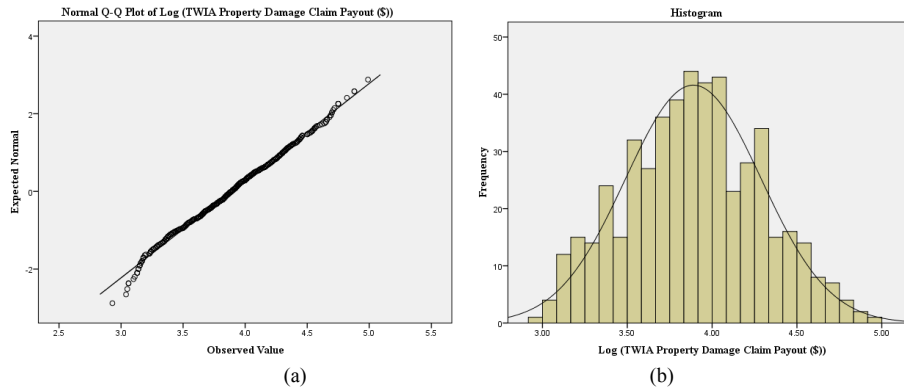 Normal Q-Q Plot of Log (TWIA Property Damage Claim Payout ($))
4
2
0
-2
Expected Normal
2.5 3.0 3.5 4.0 4.5 5.0 5.5
Observed Value
(a)
Histogram
50
40
30
20
10
0
Frequency
3.00 3.50 4.00 4.50 5.00
Log (TWIA Property Damage Claim Payout ($))
(b)